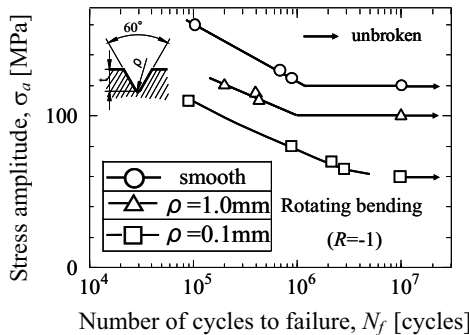 60°
ρ
t
unbroken
100
0
Stress amplitude, σa [MPa]
smooth
ρ=1.0mm
ρ=0.1mm
Rotating bending
(R=-1)
10^4 10^5 10^6 10^7
Number of cycles to failure, Nf [cycles]